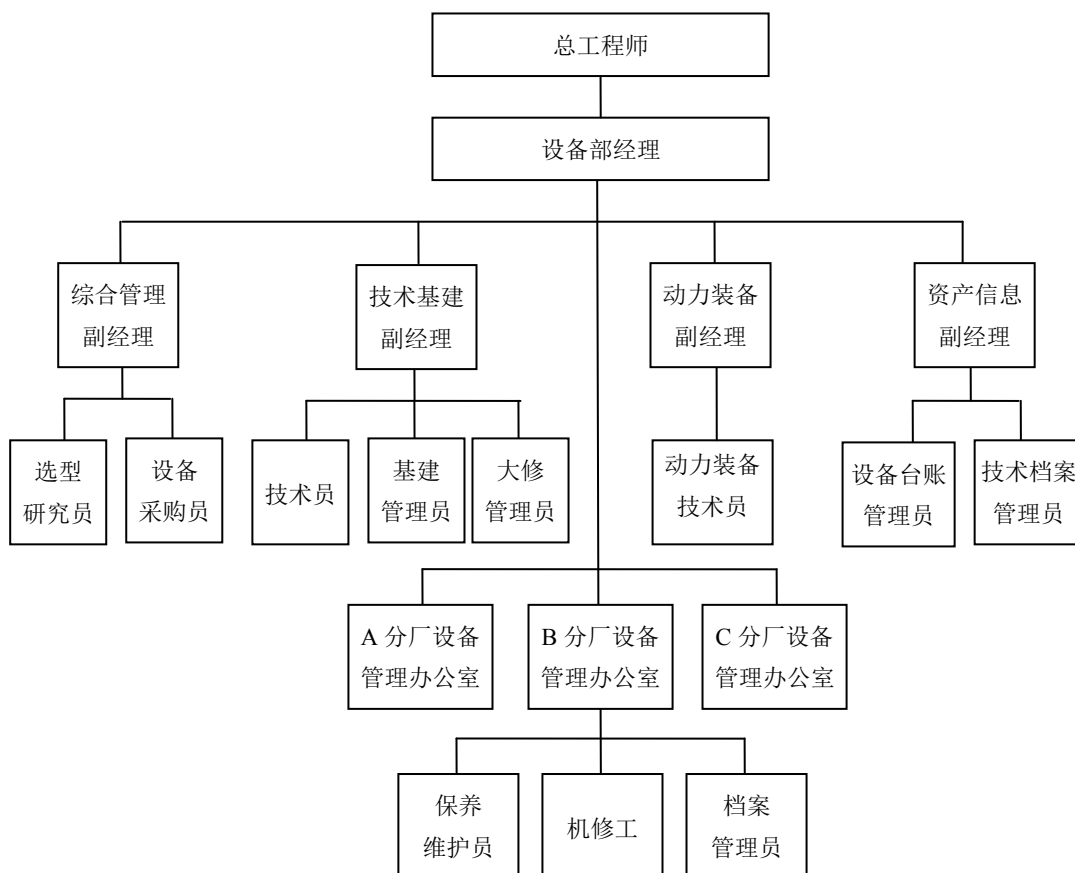 总工程师
设备部经理
综合管理
副经理
技术基建
副经理
动力装备
副经理
资产信息
副经理
选型
研究员
设备
采购员
技术员
基建
管理员
大修
管理员
动力装备
技术员
设备台账
管理员
技术档案
管理员
A 分厂设备
管理办公室
B 分厂设备
管理办公室
C 分厂设备
管理办公室
保养
维护员
机修工
档案
管理员